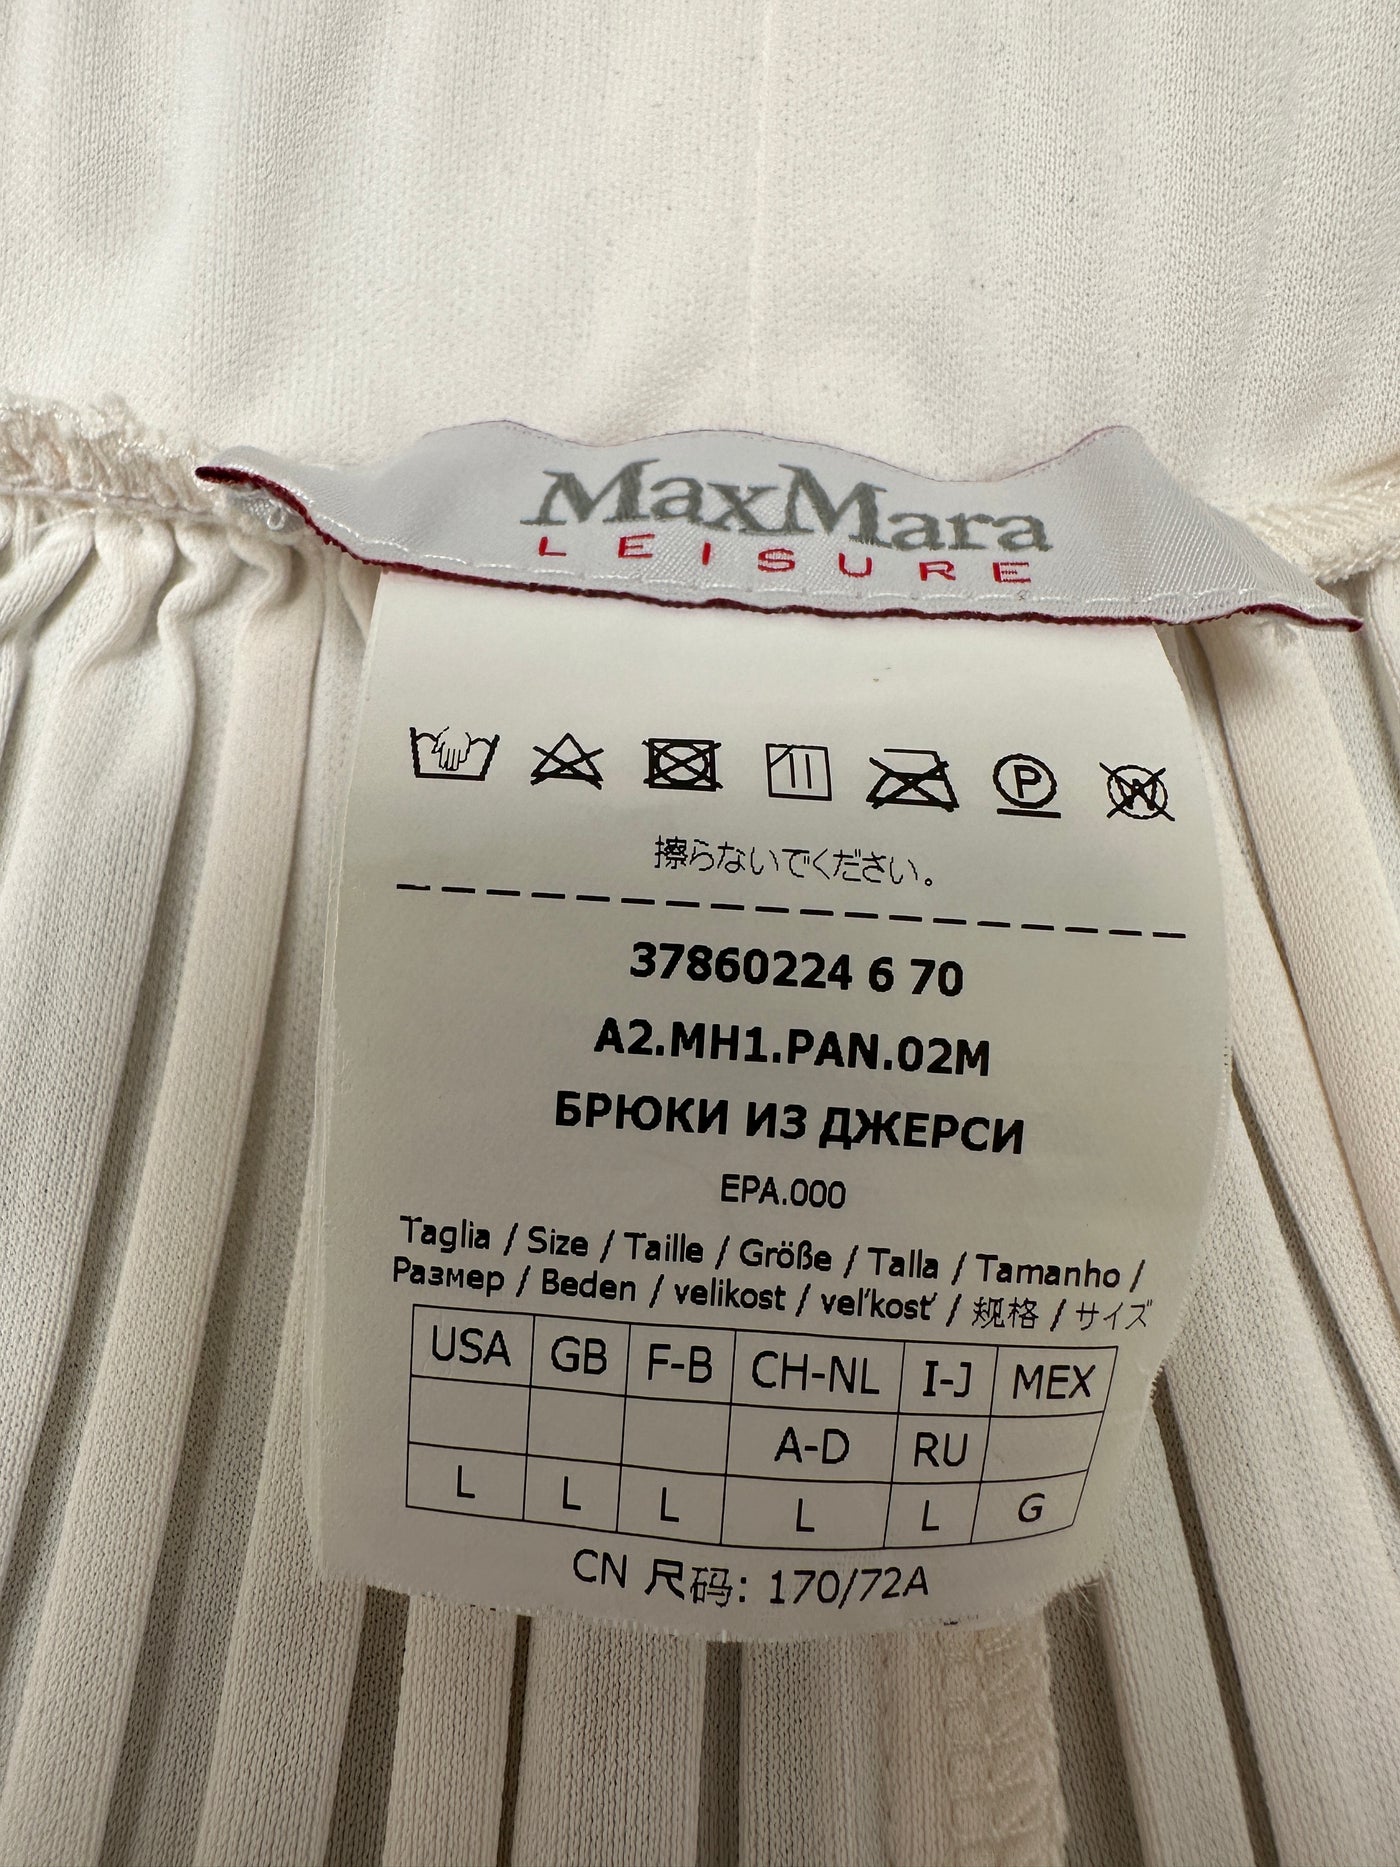 MaxMara
LEISURE
P
W
擦らないでください。
37860224 6 70
A2.MH1.PAN.02M
БРЮКИ ИЗ ДЖЕРСИ
EPA.000
Taglia / Size / Taille / Größe / Talla / Tamanho /
Размер / Beden / velikost / veľkosť / 规格 / サイズ
USA GB F-B CH-NL I-J MEX
A-D RU
L L L L L G
CN 尺码: 170/72A